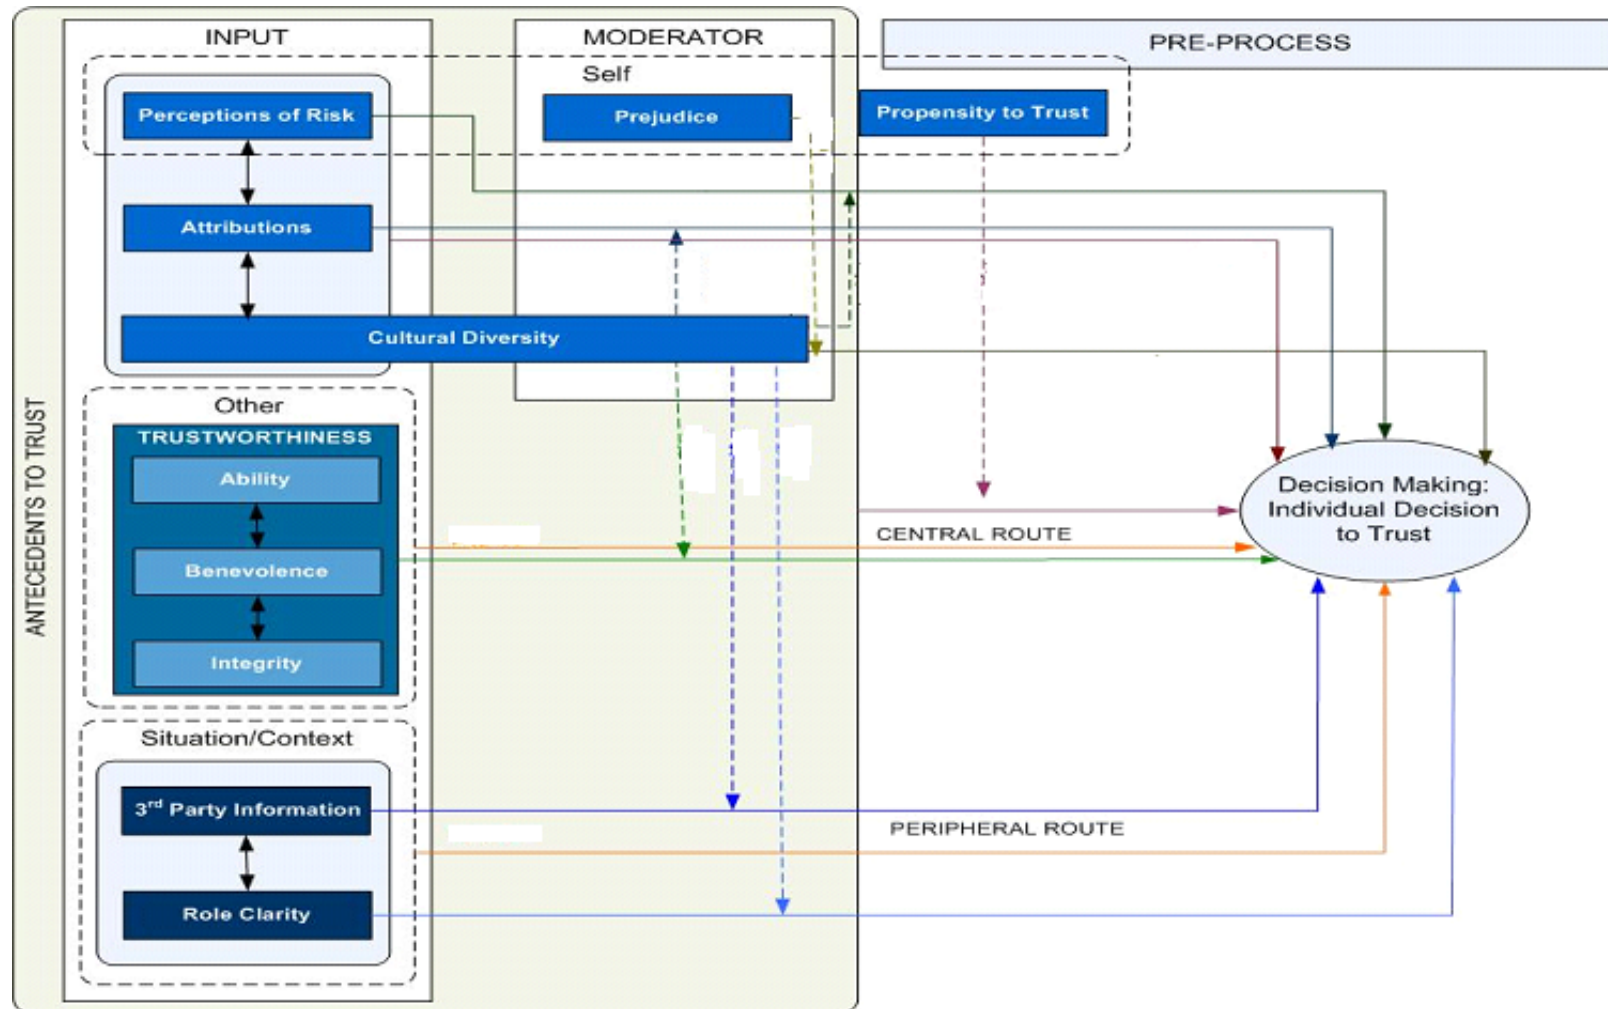 INPUT
MODERATOR
PRE-PROCESS
Self
Perceptions of Risk
Prejudice
Propensity to Trust
Attributions
Cultural Diversity
ANTECEDENTS TO TRUST
Other
TRUSTWORTHINESS
Ability
Benevolence
Integrity
Decision Making:
Individual Decision
to Trust
CENTRAL ROUTE
Situation/Context
3rd Party Information
Role Clarity
PERIPHERAL ROUTE